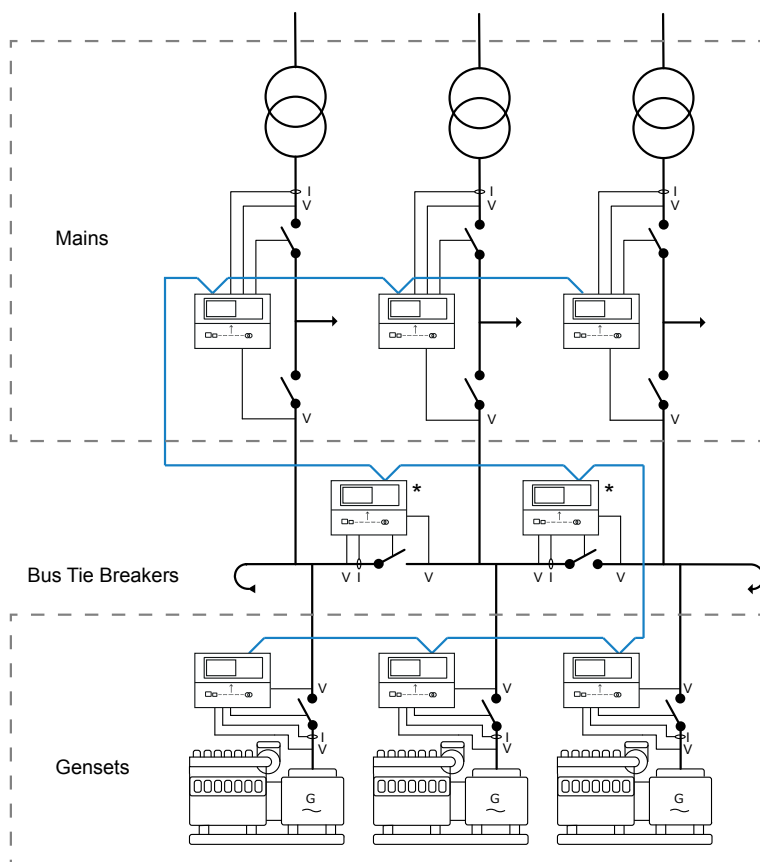 I I I
V V V
Mains
V V V
* *
Bus Tie Breakers
V I V V I V
V V V
I I I
V V V
Gensets
G G G